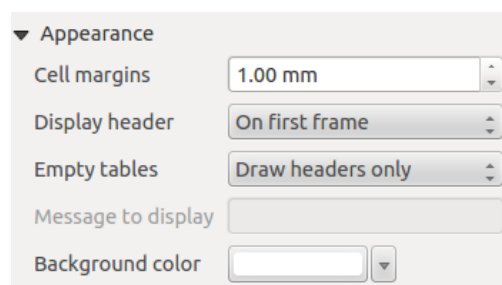 Appearance
Cell margins 1.00 mm
Display header On first frame
Empty tables Draw headers only
Message to display
Background color